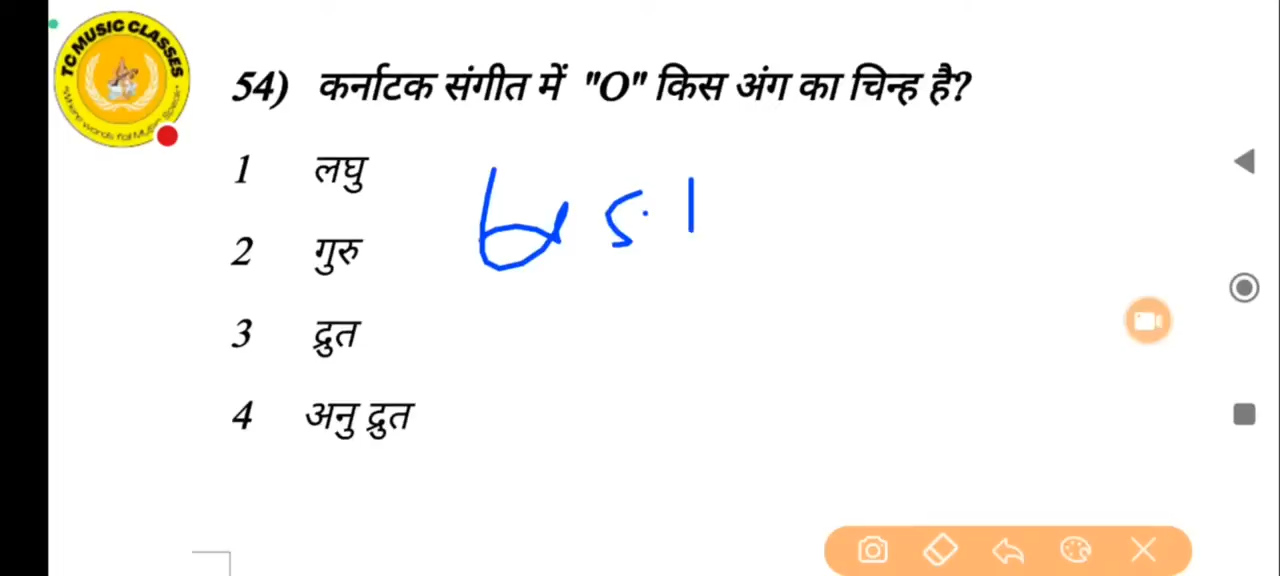 TC MUSIC CLASSES
54) कर्नाटक संगीत में "O" किस अंग का चिन्ह है?
1 लघु
2 गुरु
3 द्रुत
4 अनु द्रुत